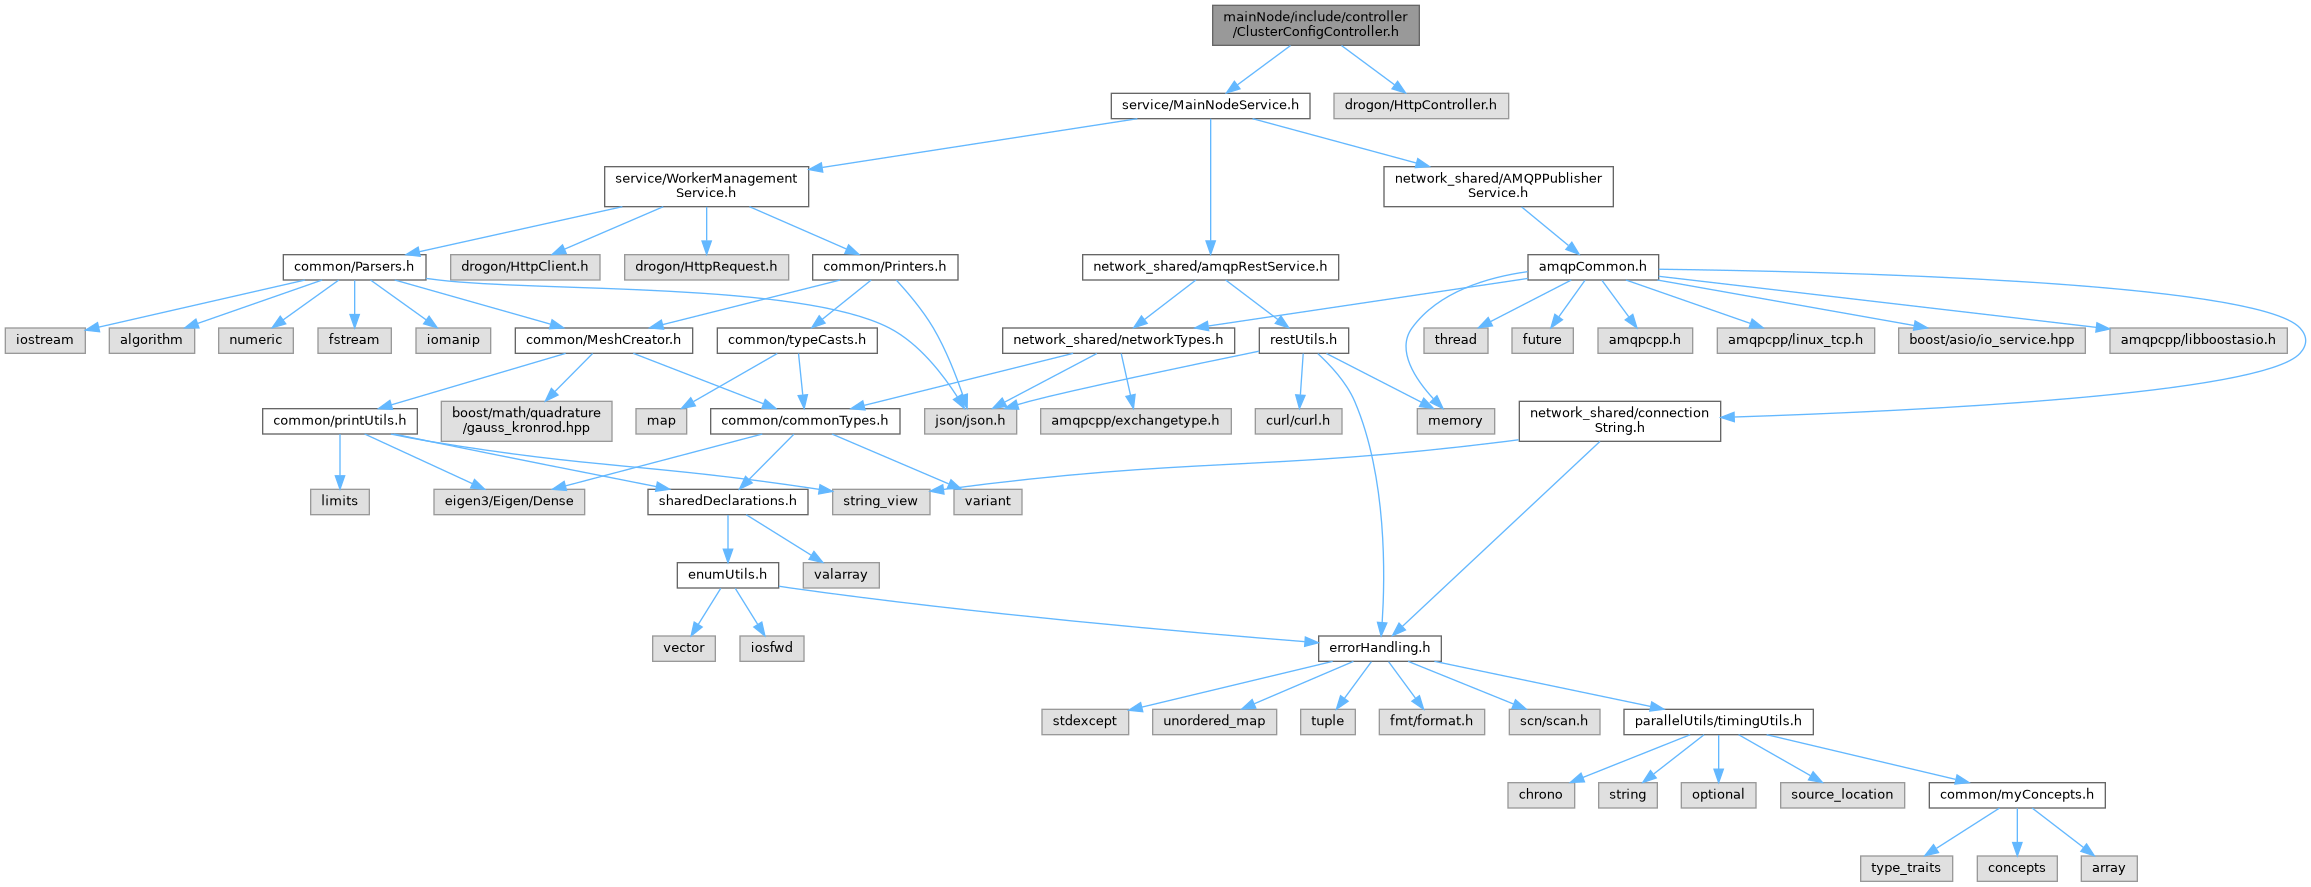 mainNode/include/controller
/ClusterConfigController.h
service/MainNodeService.h
drogon/HttpController.h
service/WorkerManagement
Service.h
network_shared/AMQPPublisher
Service.h
common/Parsers.h
drogon/HttpClient.h
drogon/HttpRequest.h
common/Printers.h
network_shared/amqpRestService.h
amqpCommon.h
iostream
algorithm
numeric
fstream
iomanip
common/MeshCreator.h
common/typeCasts.h
network_shared/networkTypes.h
restUtils.h
thread
future
amqpcpp.h
amqpcpp/linux_tcp.h
boost/asio/io_service.hpp
amqpcpp/libboostasio.h
common/printUtils.h
boost/math/quadrature
/gauss_kronrod.hpp
map
common/commonTypes.h
json/json.h
amqpcpp/exchangetype.h
curl/curl.h
memory
network_shared/connection
String.h
limits
eigen3/Eigen/Dense
sharedDeclarations.h
string_view
variant
enumUtils.h
valarray
vector
iosfwd
errorHandling.h
stdexcept
unordered_map
tuple
fmt/format.h
scn/scan.h
parallelUtils/timingUtils.h
chrono
string
optional
source_location
common/myConcepts.h
type_traits
concepts
array